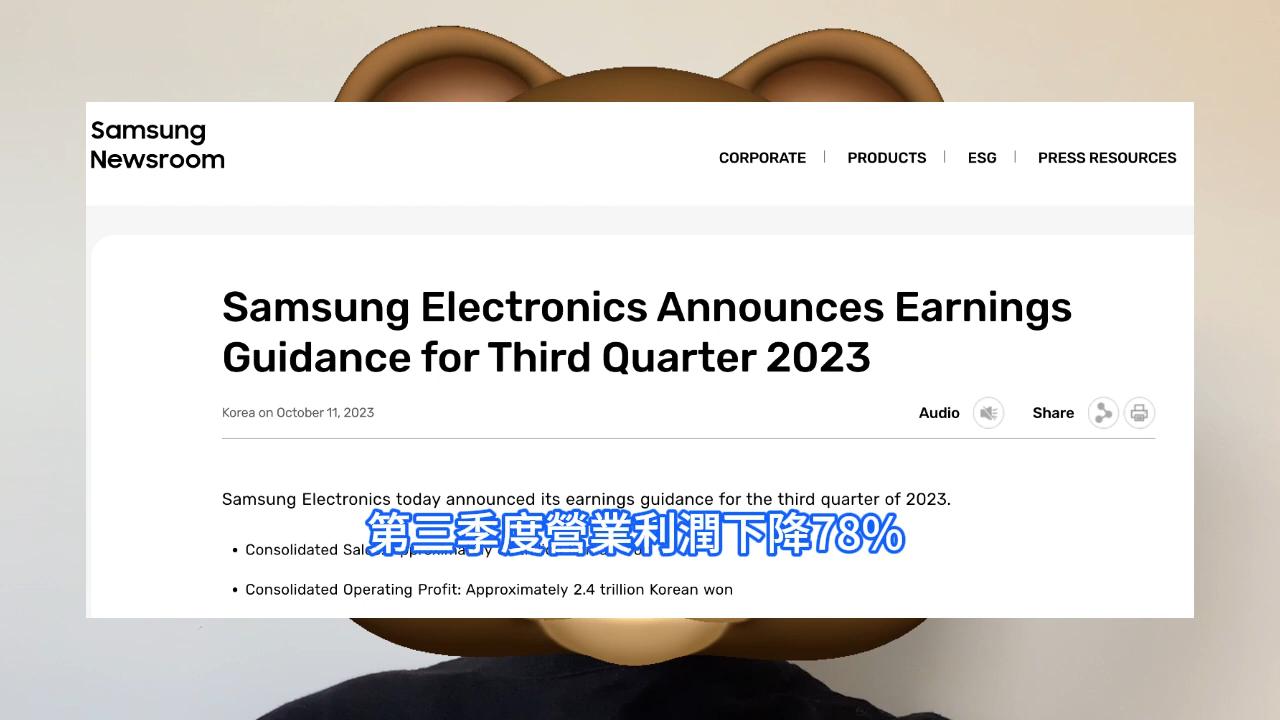 Samsung
Newsroom
CORPORATE
PRODUCTS
ESG
PRESS RESOURCES
Samsung Electronics Announces Earnings
Guidance for Third Quarter 2023
Korea on October 11, 2023
Audio
Share
Samsung Electronics today announced its earnings guidance for the third quarter of 2023.
第三季度營業利潤下降78%
• Consolidated
• Consolidated Operating Profit: Approximately 2.4 trillion Korean won